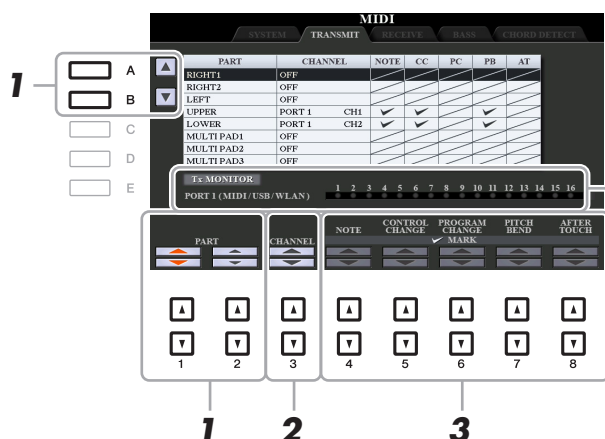 MIDI
SYSTEM TRANSMIT RECEIVE BASS CHORD DETECT
PART CHANNEL NOTE CC PC PB AT
RIGHT1 OFF
RIGHT2 OFF
LEFT OFF
UPPER PORT 1 CH1
LOWER PORT 1 CH2
MULTI PAD1 OFF
MULTI PAD2 OFF
MULTI PAD3 OFF
1
A
B
C
D
E
Tx MONITOR
1 2 3 4 5 6 7 8 9 10 11 12 13 14 15 16
PORT 1 (MIDI/USB/WLAN)
PART CHANNEL NOTE CONTROL CHANGE PROGRAM CHANGE PITCH BEND AFTER TOUCH
MARK
1 2 3 4 5 6 7 8
1 2 3